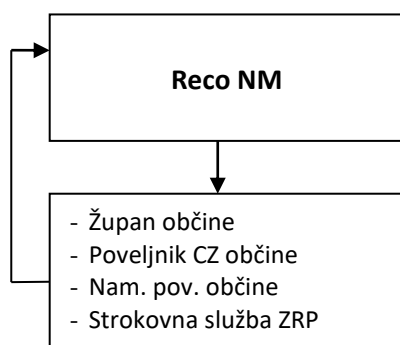 Reco NM
- Župan občine
- Poveljnik CZ občine
- Nam. pov. občine
- Strokovna služba ZRP